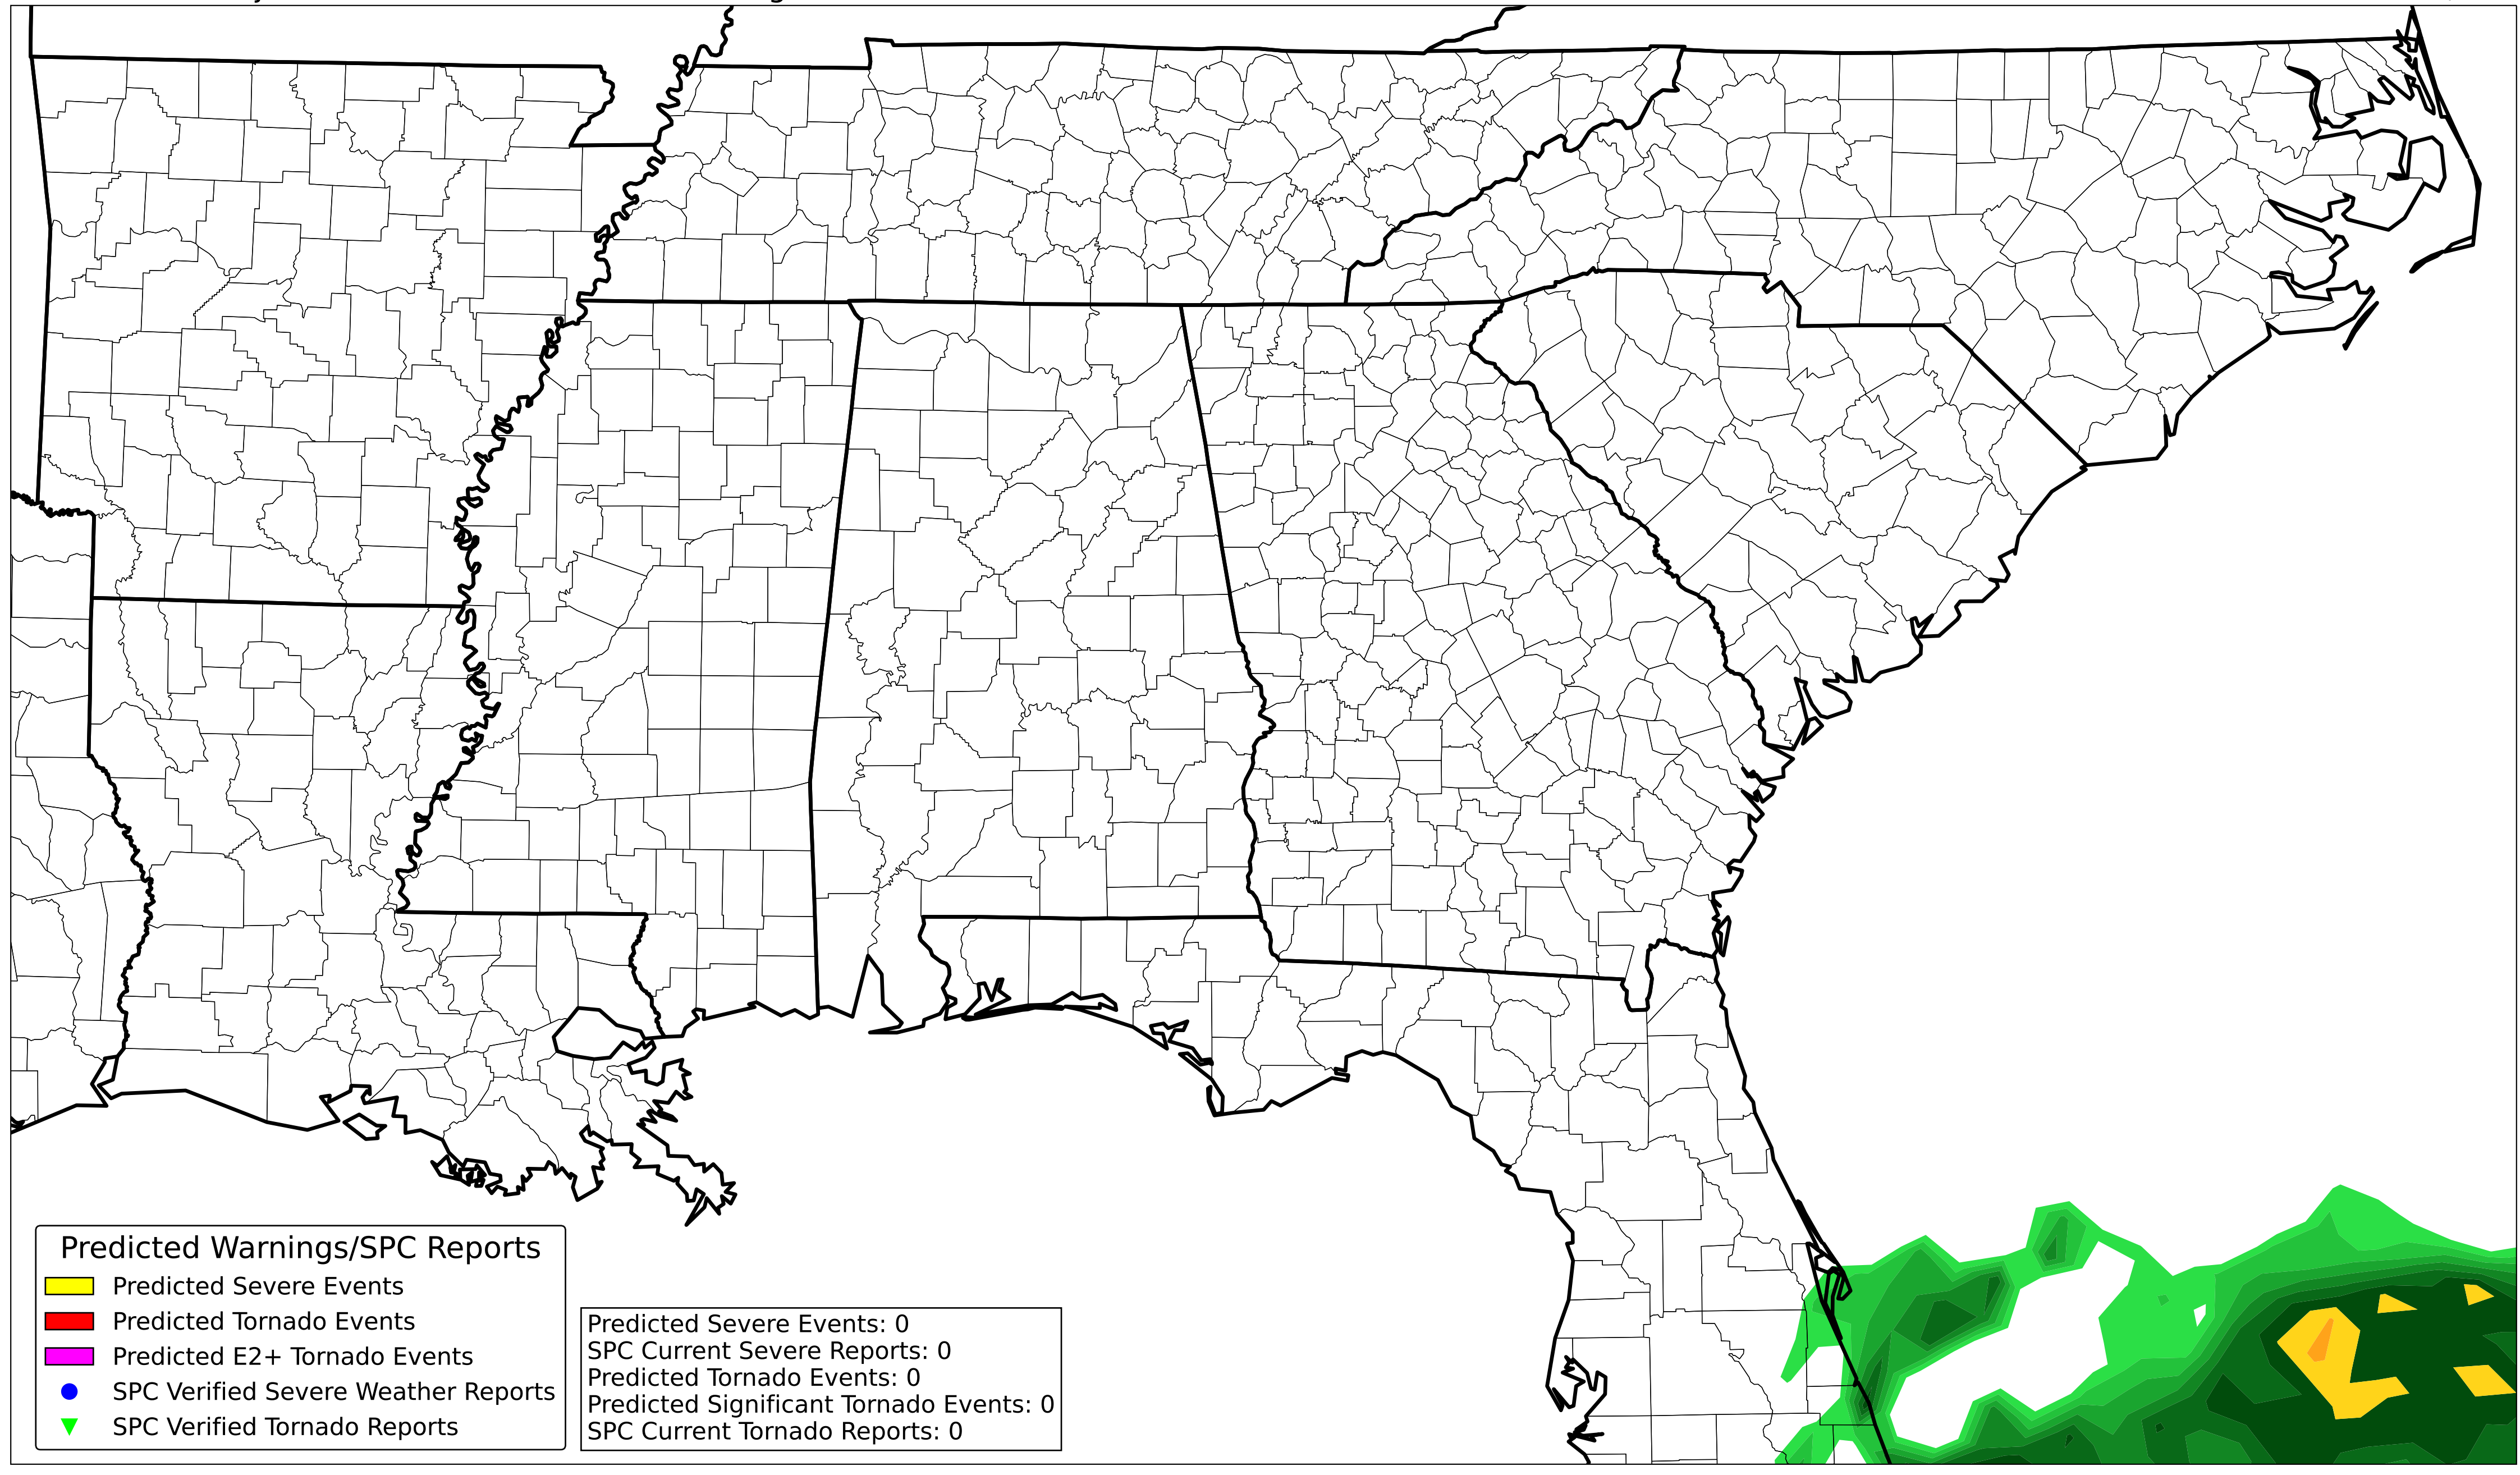 Predicted Warnings/SPC Reports
Predicted Severe Events
Predicted Tornado Events
Predicted E2+ Tornado Events
SPC Verified Severe Weather Reports
SPC Verified Tornado Reports
Predicted Severe Events: 0
SPC Current Severe Reports: 0
Predicted Tornado Events: 0
Predicted Significant Tornado Events: 0
SPC Current Tornado Reports: 0